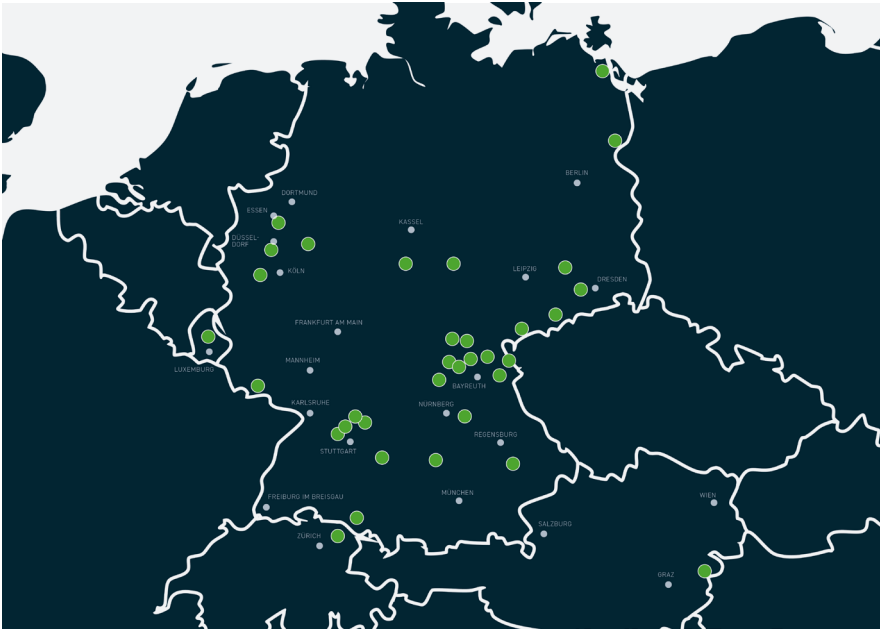 BERLIN
DORTMUND
ESSEN
KASSEL
DÜSSEL-
DORF
KÖLN
LEIPZIG
DRESDEN
FRANKFURT AM MAIN
LUXEMBURG
MANNHEIM
BAYREUTH
KARLSRUHE
NÜRNBERG
REGENSBURG
STUTTGART
MÜNCHEN
FREIBURG IM BREISGAU
WIEN
SALZBURG
ZÜRICH
GRAZ